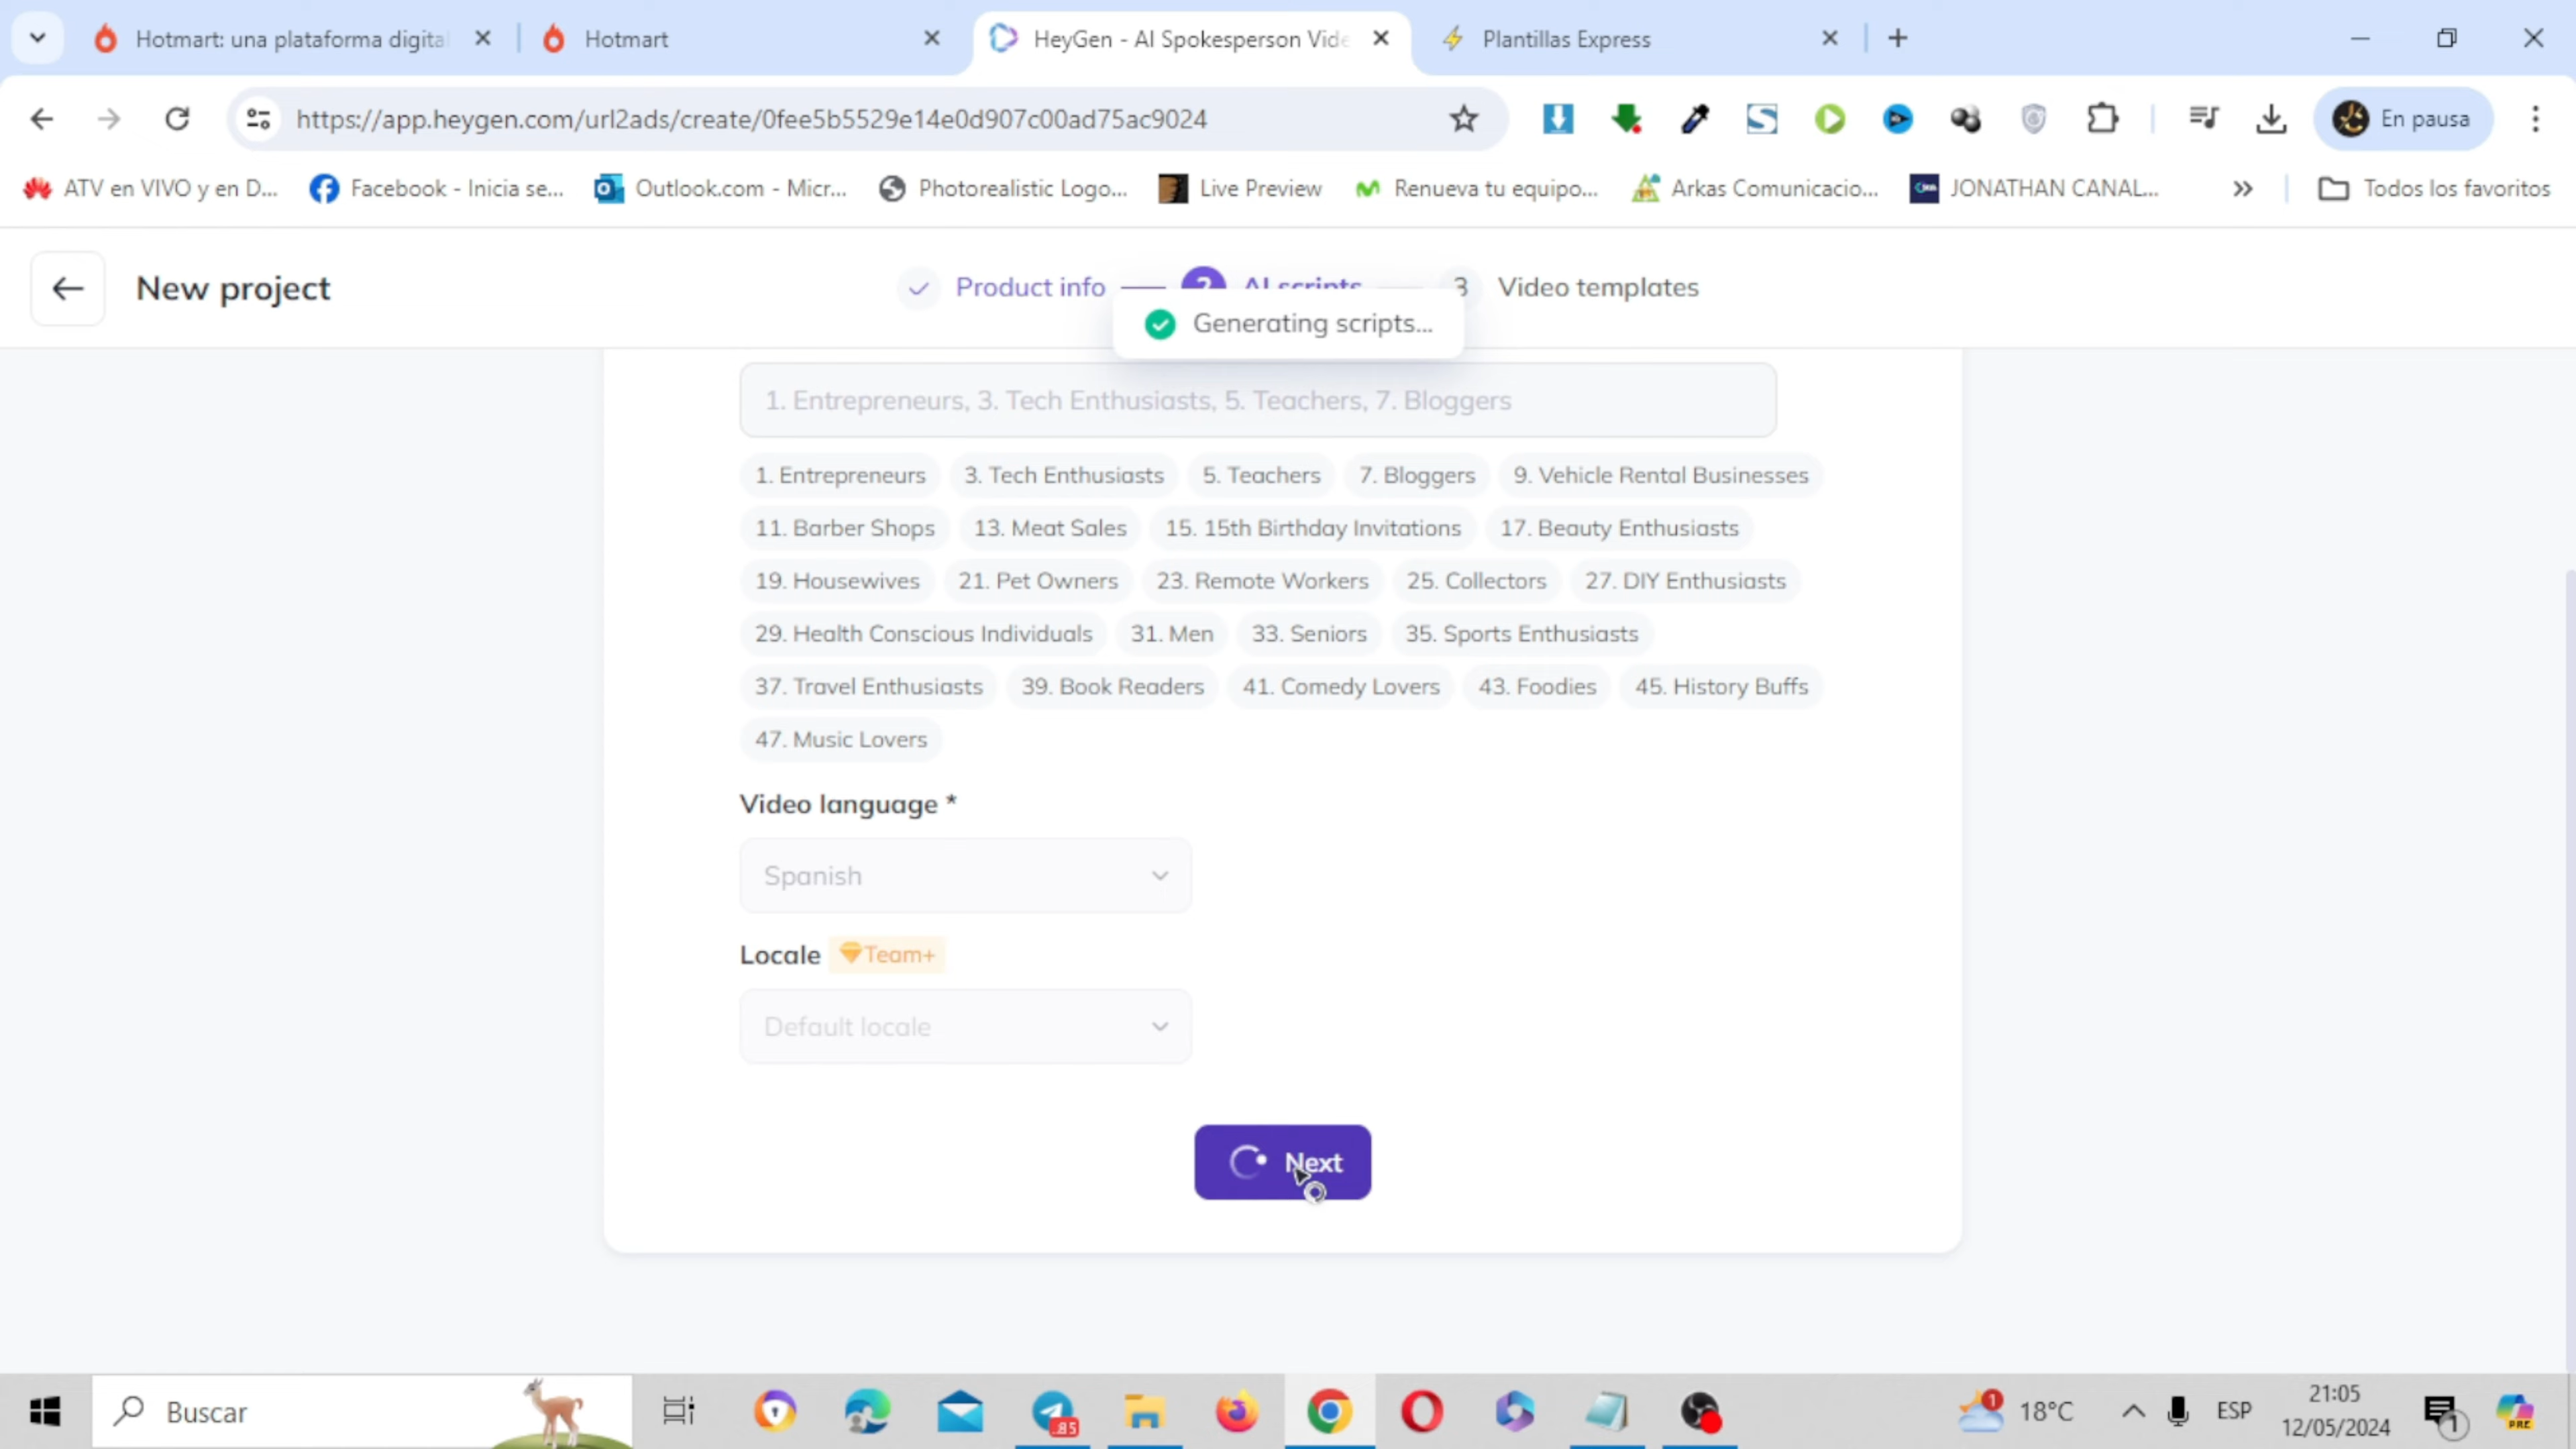 Hotmart: una plataforma digital
Hotmart
HeyGen - AI Spokesperson Vide
Plantillas Express
https://app.heygen.com/url2ads/create/0fee5b5529e14e0d907c00ad75ac9024
En pausa
ATV en VIVO y en D...
Facebook - Inicia se...
Outlook.com - Micr...
Photorealistic Logo...
Live Preview
Renueva tu equipo...
Arkas Comunicacio...
JONATHAN CANAL...
Todos los favoritos
New project
Product info
2 AI scripts
3 Video templates
Generating scripts...
1. Entrepreneurs, 3. Tech Enthusiasts, 5. Teachers, 7. Bloggers
1. Entrepreneurs 3. Tech Enthusiasts 5. Teachers 7. Bloggers 9. Vehicle Rental Businesses
11. Barber Shops 13. Meat Sales 15. 15th Birthday Invitations 17. Beauty Enthusiasts
19. Housewives 21. Pet Owners 23. Remote Workers 25. Collectors 27. DIY Enthusiasts
29. Health Conscious Individuals 31. Men 33. Seniors 35. Sports Enthusiasts
37. Travel Enthusiasts 39. Book Readers 41. Comedy Lovers 43. Foodies 45. History Buffs
47. Music Lovers
Video language *
Spanish
Locale Team+
Default locale
Next
Buscar
.85
1
18°C
ESP
21:05
12/05/2024
1
PRE